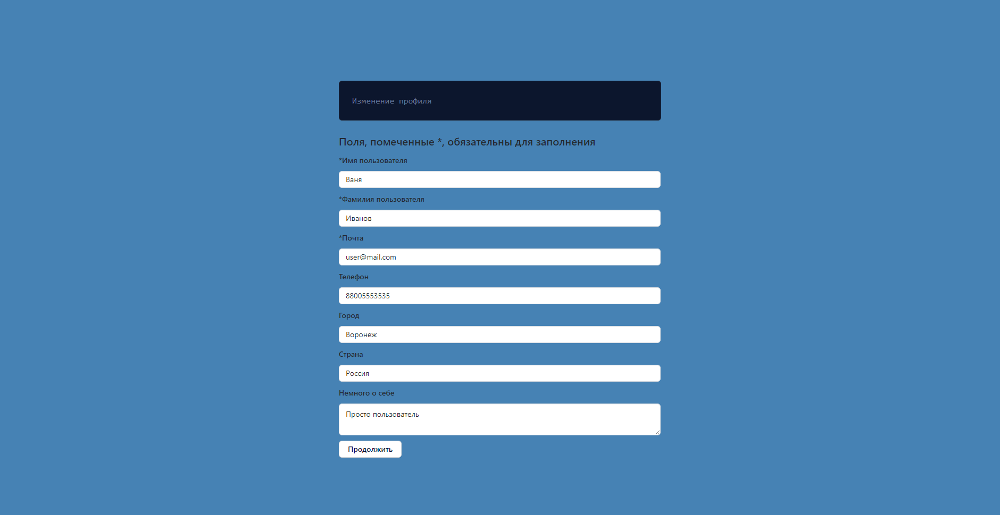 Изменение профиля
Поля, помеченные *, обязательны для заполнения
*Имя пользователя
Ваня
*Фамилия пользователя
Иванов
*Почта
user@mail.com
Телефон
88005553535
Город
Воронеж
Страна
Россия
Немного о себе
Просто пользователь
Продолжить